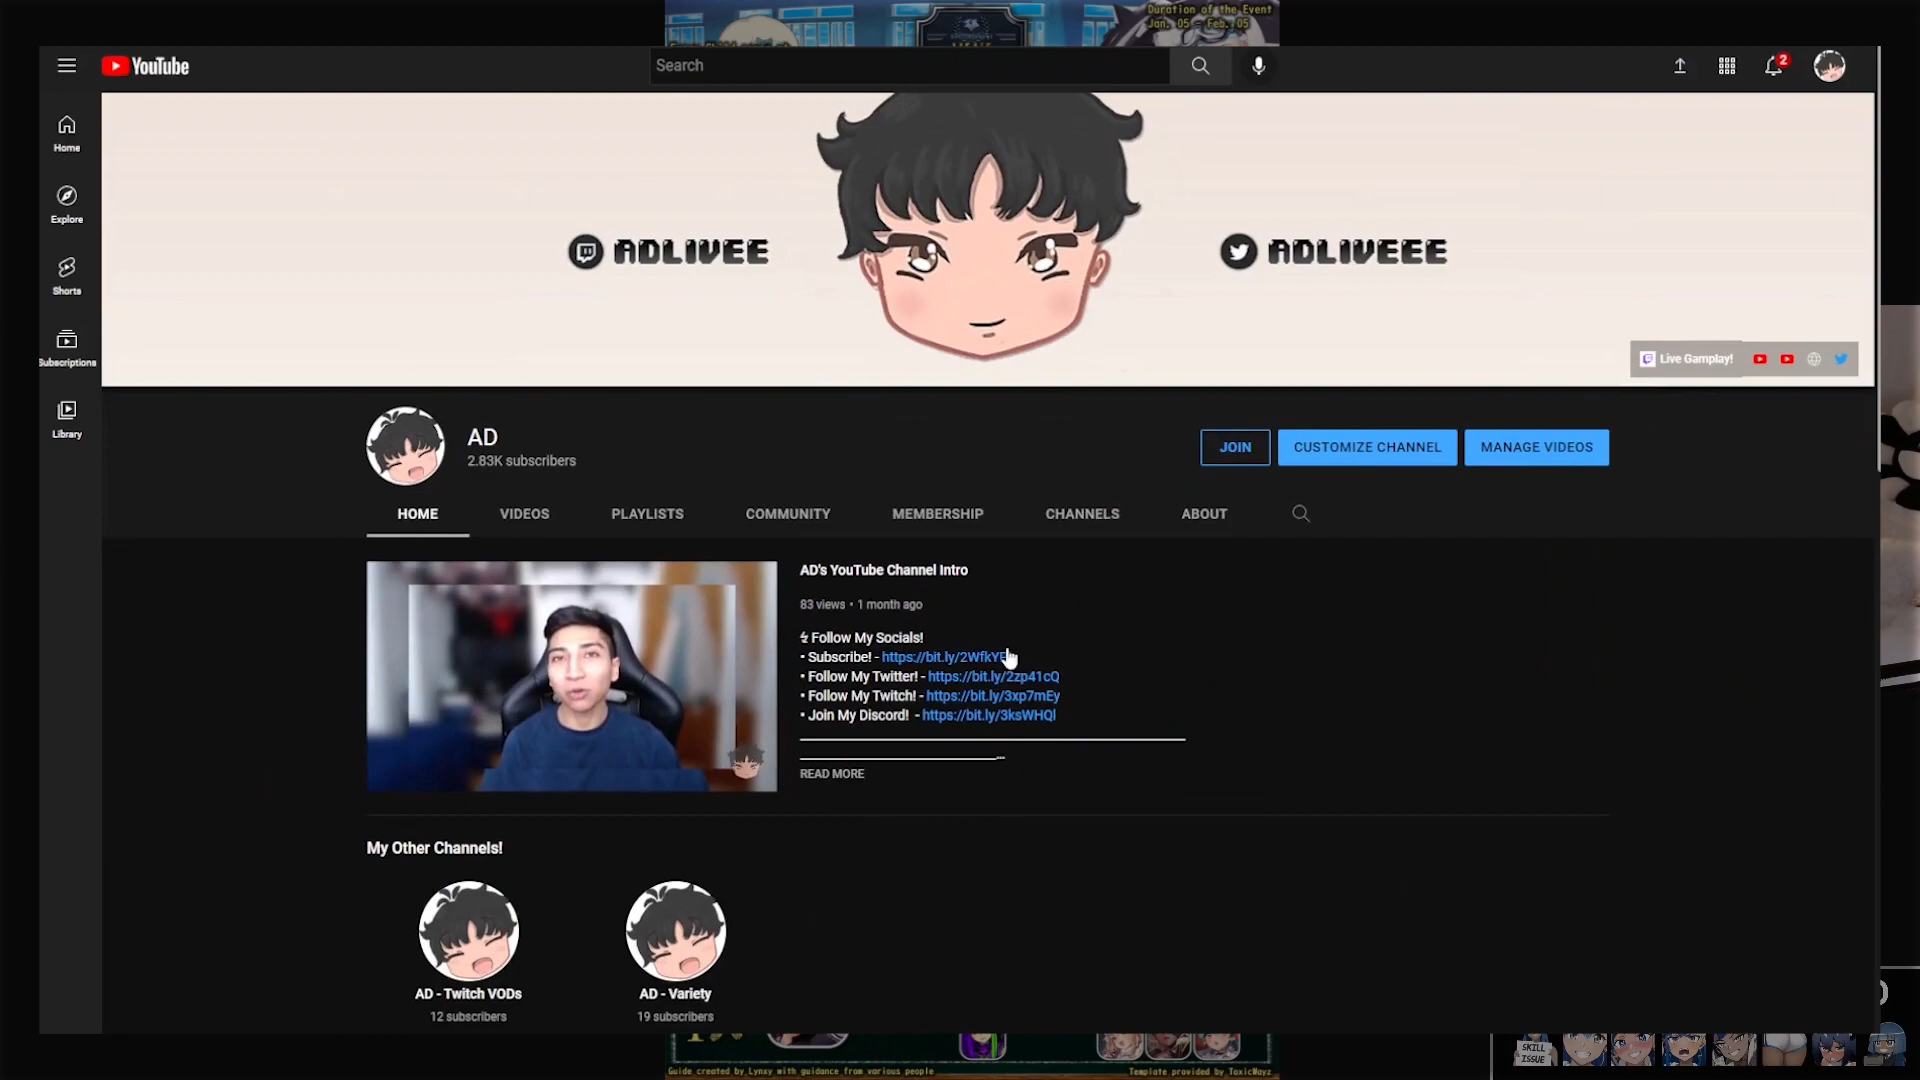 Duration of the Event
Jan. 05 - Feb. 05
YouTube
Search
2
Home
Explore
Shorts
Subscriptions
Library
ADLIVEE
ADLIVEEE
Live Gamplay!
AD
2.83K subscribers
JOIN
CUSTOMIZE CHANNEL
MANAGE VIDEOS
HOME
VIDEOS
PLAYLISTS
COMMUNITY
MEMBERSHIP
CHANNELS
ABOUT
AD's YouTube Channel Intro
83 views • 1 month ago
Follow My Socials!
• Subscribe! - https://bit.ly/2WfkYE
• Follow My Twitter! - https://bit.ly/2zp41cQ
• Follow My Twitch! - https://bit.ly/3xp7mEy
• Join My Discord! - https://bit.ly/3ksWHQl
...
READ MORE
My Other Channels!
AD - Twitch VODs
12 subscribers
AD - Variety
19 subscribers
SKILL
ISSUE
Guide created by Lynxy with guidance from various people
Template provided by ToxicWayz